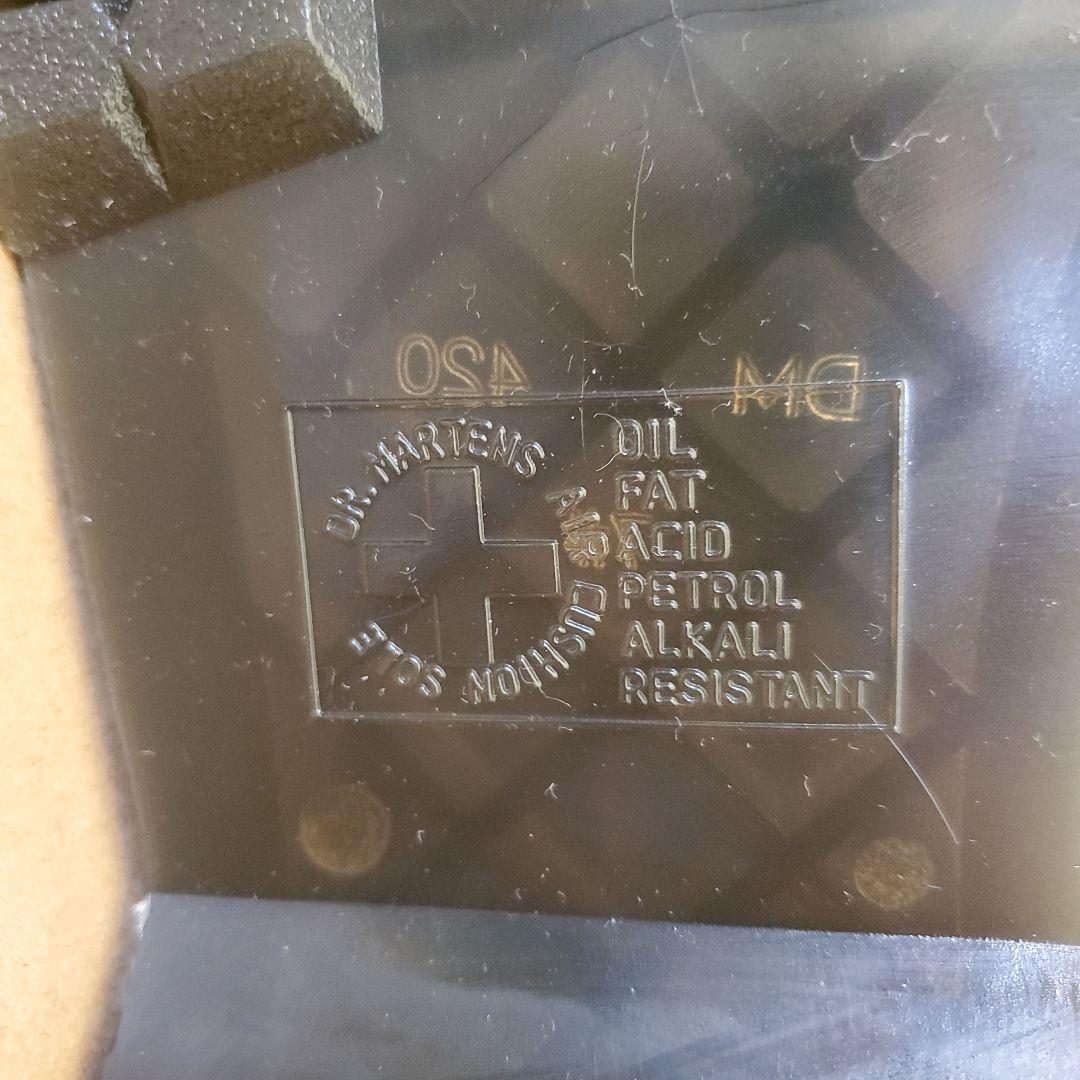 420 DM
DR. MARTENS
AIR CUSHION SOLE
OIL
FAT
ACID
PETROL
ALKALI
RESISTANT